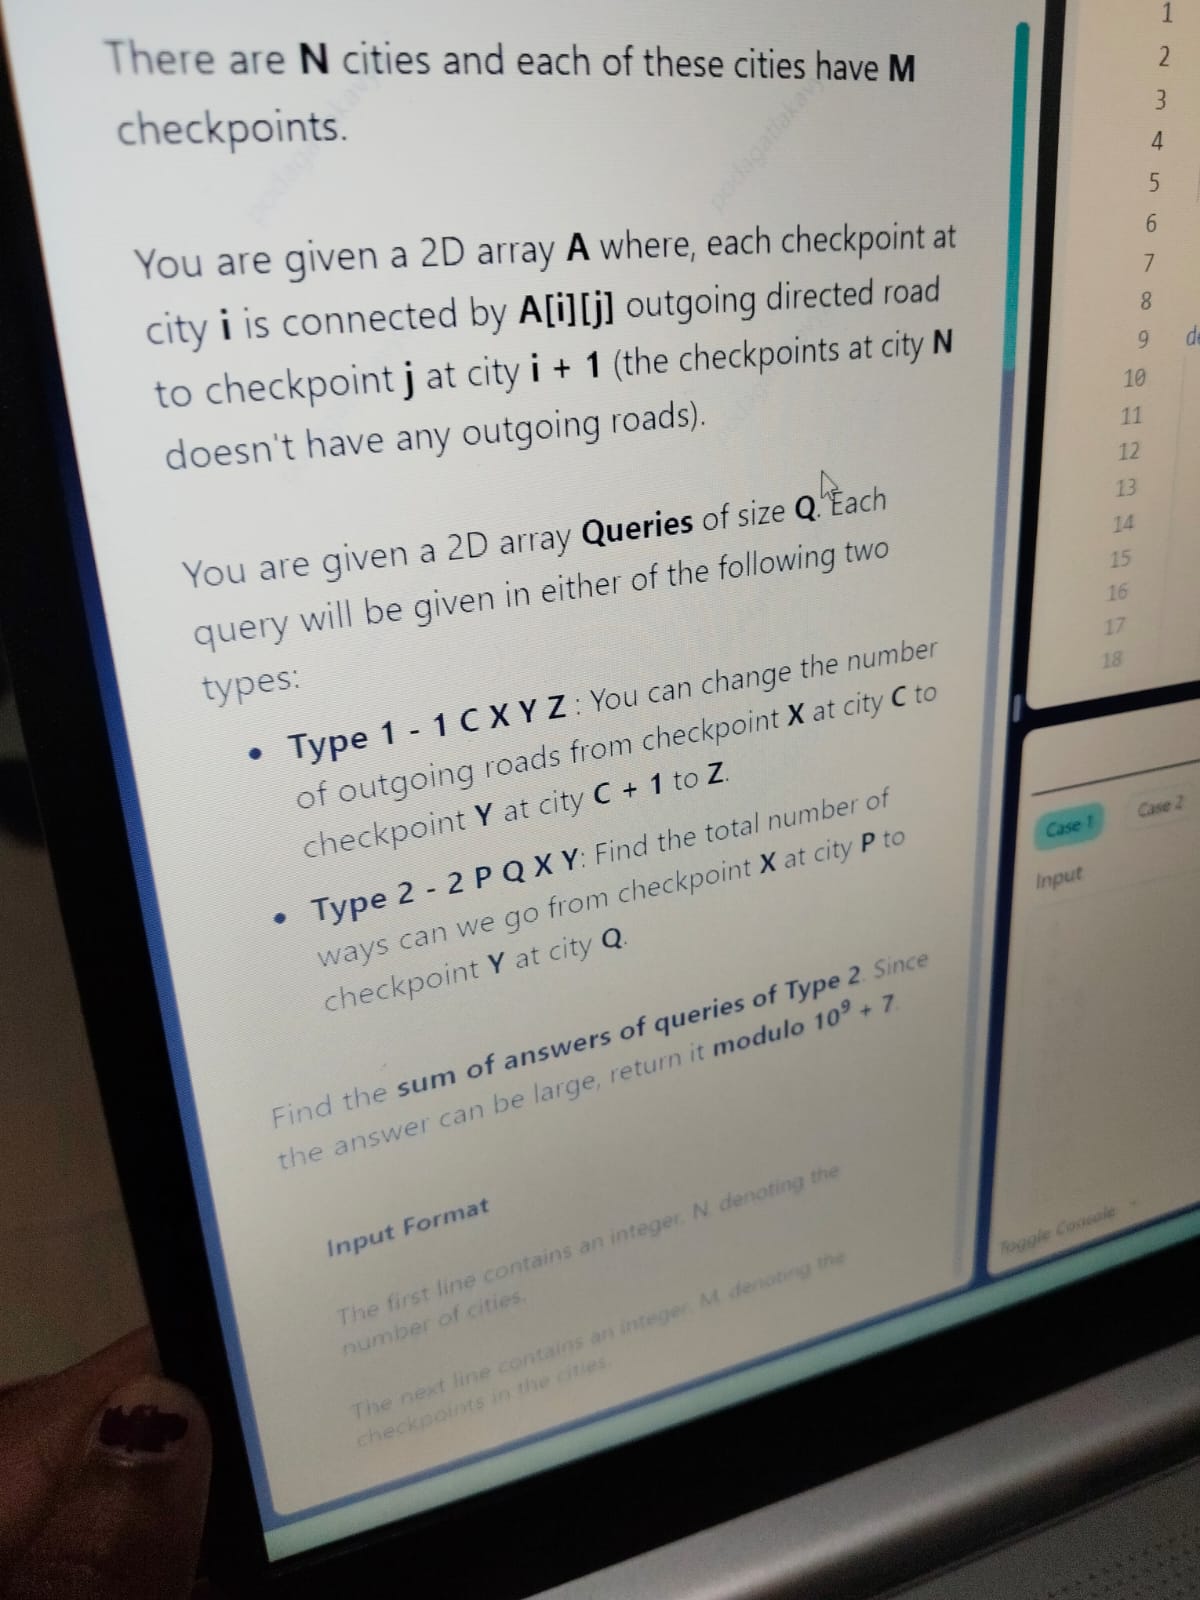 There are N cities and each of these cities have M
checkpoints.
You are given a 2D array A where, each checkpoint at
city i is connected by A[i][j] outgoing directed road
to checkpoint j at city i + 1 (the checkpoints at city N
doesn't have any outgoing roads).
You are given a 2D array Queries of size Q. Each
query will be given in either of the following two
types:
• Type 1 - 1 C X Y Z : You can change the number
of outgoing roads from checkpoint X at city C to
checkpoint Y at city C + 1 to Z.
• Type 2 - 2 P Q X Y: Find the total number of
ways can we go from checkpoint X at city P to
checkpoint Y at city Q.
Find the sum of answers of queries of Type 2. Since
the answer can be large, return it modulo 10⁹ + 7.
Input Format
The first line contains an integer, N, denoting the
number of cities.
The next line contains an integer, M, denoting the
checkpoints in the cities.
1
2
3
4
5
6
7
8
9
10
11
12
13
14
15
16
17
18
Case 1 Case 2
Input
Toggle Console